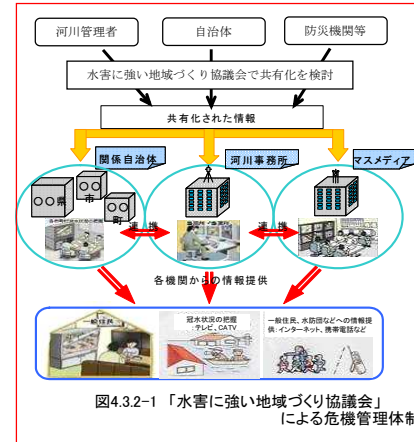 河川管理者
自治体
防災機関等
水害に強い地域づくり協議会で共有化を検討
共有化された情報
関係自治体
河川事務所
マスメディア
○○県
○○市
○○町
連携
連携
各機関からの情報提供
一般住民
冠水状況の把握
:テレビ、CATV
一般住民、水防団などへの情報提
供:インターネット、携帯電話など
図4.3.2-1 「水害に強い地域づくり協議会」
による危機管理体制